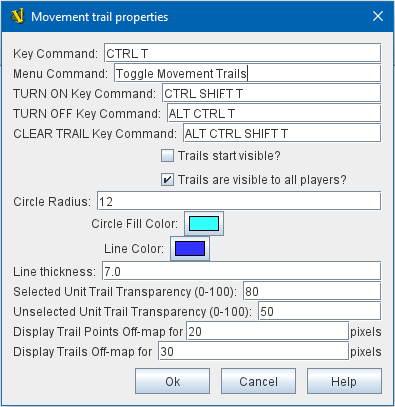 Movement trail properties
Key Command: CTRL T
Menu Command: Toggle Movement Trails
TURN ON Key Command: CTRL SHIFT T
TURN OFF Key Command: ALT CTRL T
CLEAR TRAIL Key Command: ALT CTRL SHIFT T
Trails start visible?
Trails are visible to all players?
Circle Radius: 12
Circle Fill Color:
Line Color:
Line thickness: 7.0
Selected Unit Trail Transparency (0-100): 80
Unselected Unit Trail Transparency (0-100): 50
Display Trail Points Off-map for 20 pixels
Display Trails Off-map for 30 pixels
Ok Cancel Help